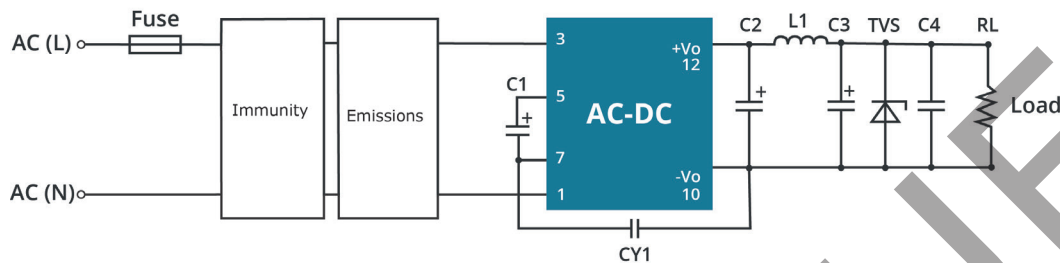 Fuse
AC (L)
Immunity
Emissions
3
C1
+
5
AC-DC
7
AC (N)
1
+Vo
12
-Vo
10
CY1
C2
+
L1
C3
+
TVS
C4
RL
Load